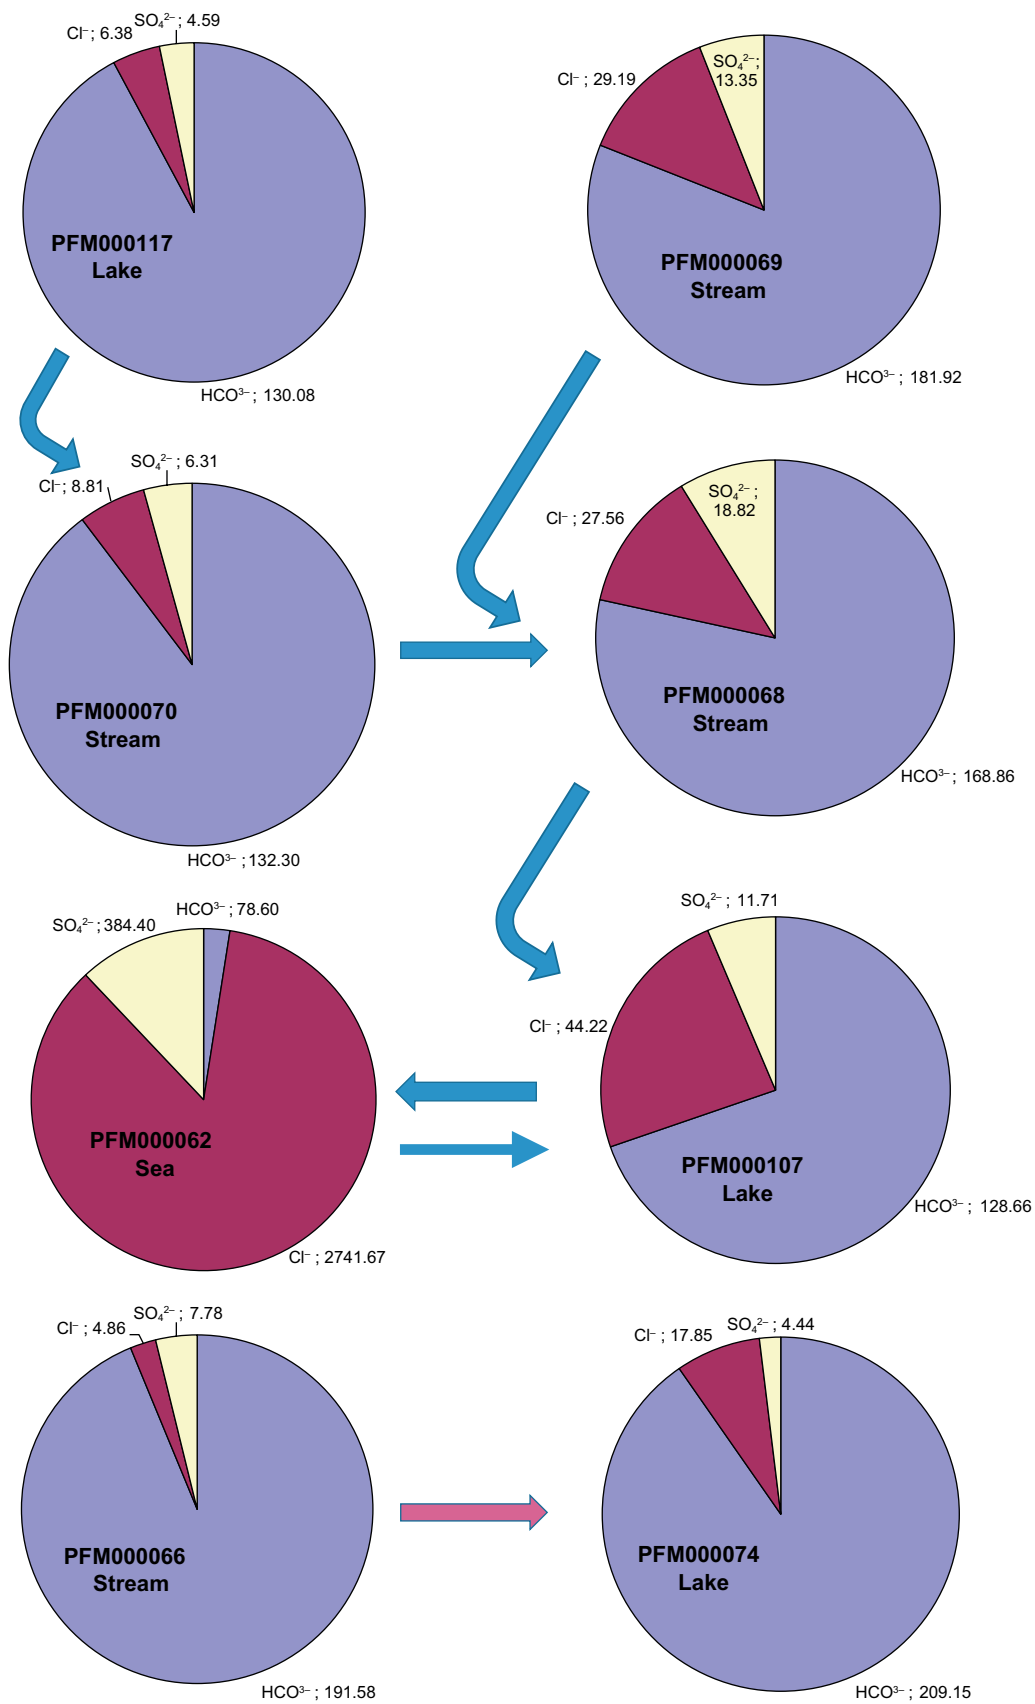 SO₄²⁻; 4.59
Cl⁻; 6.38
PFM000117
Lake
HCO³⁻; 130.08
SO₄²⁻;
13.35
Cl⁻ ; 29.19
PFM000069
Stream
HCO³⁻; 181.92
SO₄²⁻ ; 6.31
Cl⁻; 8.81
PFM000070
Stream
HCO³⁻ ;132.30
SO₄²⁻ ;
18.82
Cl⁻ ; 27.56
PFM000068
Stream
HCO³⁻ ; 168.86
HCO³⁻ ; 78.60
SO₄²⁻ ; 384.40
PFM000062
Sea
Cl⁻ ; 2741.67
SO₄²⁻ ; 11.71
Cl⁻ ; 44.22
PFM000107
Lake
HCO³⁻ ; 128.66
SO₄²⁻ ; 7.78
Cl⁻ ; 4.86
PFM000066
Stream
HCO³⁻ ; 191.58
SO₄²⁻ ; 4.44
Cl⁻ ; 17.85
PFM000074
Lake
HCO³⁻ ; 209.15